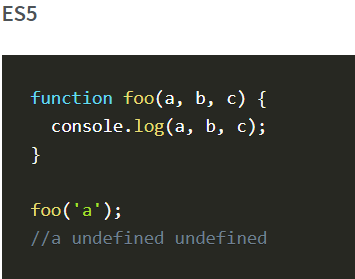 ES5
function foo(a, b, c) {
  console.log(a, b, c);
}
foo('a');
//a undefined undefined